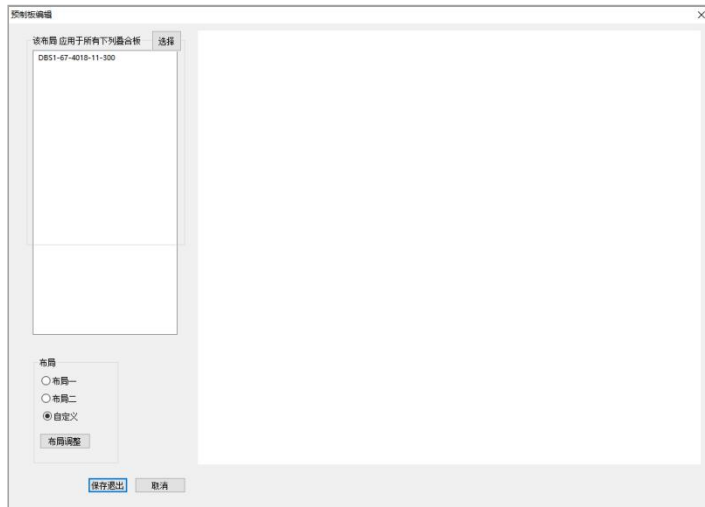 预制板编辑
该布局 应用于所有下列叠合板
选择
DBS1-67-4018-11-300
布局
布局一
布局二
自定义
布局调整
保存退出
取消